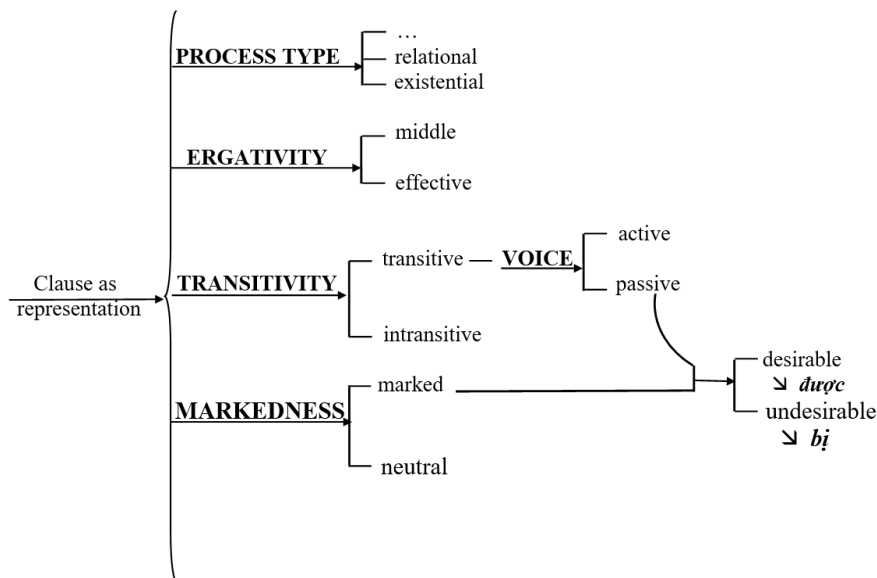 …
PROCESS TYPE
relational
existential
middle
ERGATIVITY
effective
active
transitive
VOICE
Clause as
representation
TRANSITIVITY
passive
intransitive
desirable
↘ được
marked
MARKEDNESS
undesirable
↘ bị
neutral